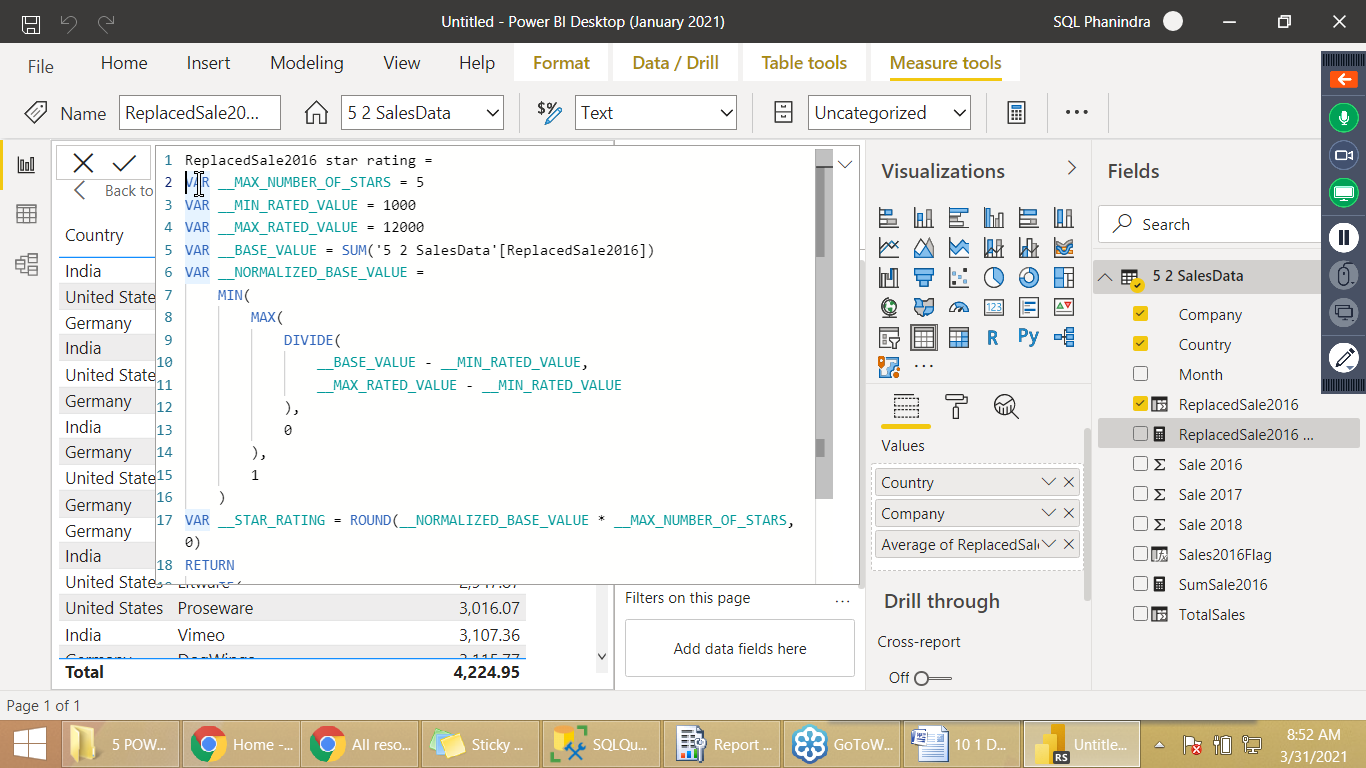 Untitled - Power BI Desktop (January 2021)
SQL Phanindra
File
Home
Insert
Modeling
View
Help
Format
Data / Drill
Table tools
Measure tools
Name
ReplacedSale20...
5 2 SalesData
Text
Uncategorized
Back to
Country
India
United State
Germany
India
United State
Germany
India
Germany
United State
Germany
Germany
India
United States
United States Proseware 3,016.07
India Vimeo 3,107.36
Total 4,224.95
1 ReplacedSale2016 star rating =
2 VAR __MAX_NUMBER_OF_STARS = 5
3 VAR __MIN_RATED_VALUE = 1000
4 VAR __MAX_RATED_VALUE = 12000
5 VAR __BASE_VALUE = SUM('5 2 SalesData'[ReplacedSale2016])
6 VAR __NORMALIZED_BASE_VALUE =
7 MIN(
8 MAX(
9 DIVIDE(
10 __BASE_VALUE - __MIN_RATED_VALUE,
11 __MAX_RATED_VALUE - __MIN_RATED_VALUE
12 ),
13 0
14 ),
15 1
16 )
17 VAR __STAR_RATING = ROUND(__NORMALIZED_BASE_VALUE * __MAX_NUMBER_OF_STARS,
0)
18 RETURN
Filters on this page
...
Add data fields here
Visualizations
123
R
Py
...
Values
Country
Company
Average of ReplacedSal
Drill through
Cross-report
Off
Fields
Search
5 2 SalesData
Company
Country
Month
ReplacedSale2016
ReplacedSale2016 ...
Sale 2016
Sale 2017
Sale 2018
Sales2016Flag
SumSale2016
TotalSales
Page 1 of 1
5 POW...
Home -...
All reso...
Sticky ...
SQLQu...
Report ...
GoToW...
10 1 D...
RS
Untitle...
8:52 AM
3/31/2021